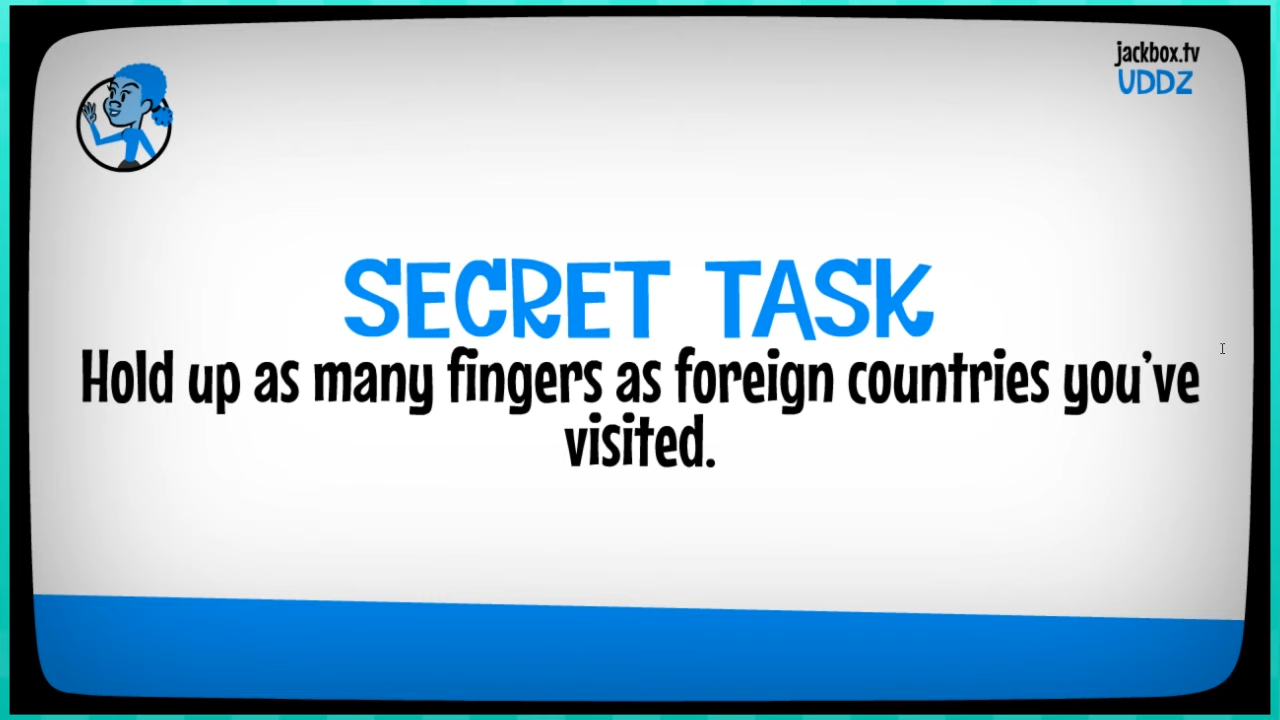 jackbox.tv
UDDZ
SECRET TASK
Hold up as many fingers as foreign countries you’ve
visited.